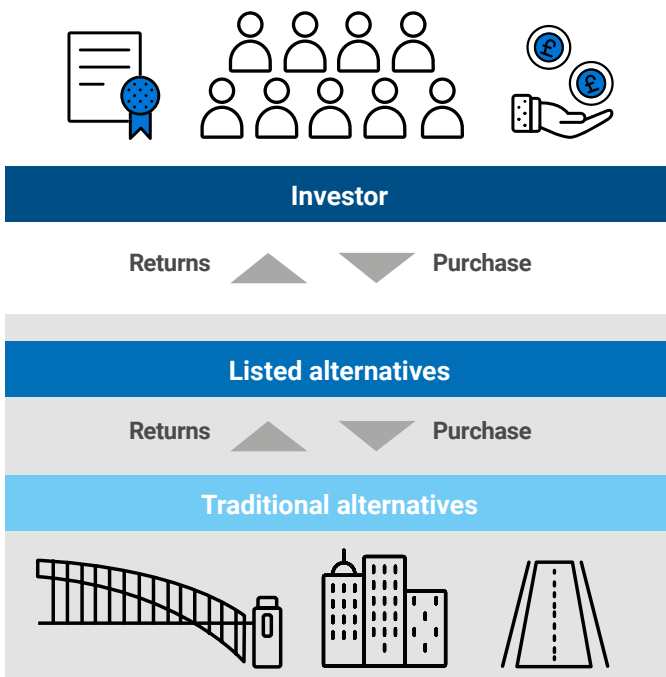 £
£
Investor
Returns Purchase
Listed alternatives
Returns Purchase
Traditional alternatives